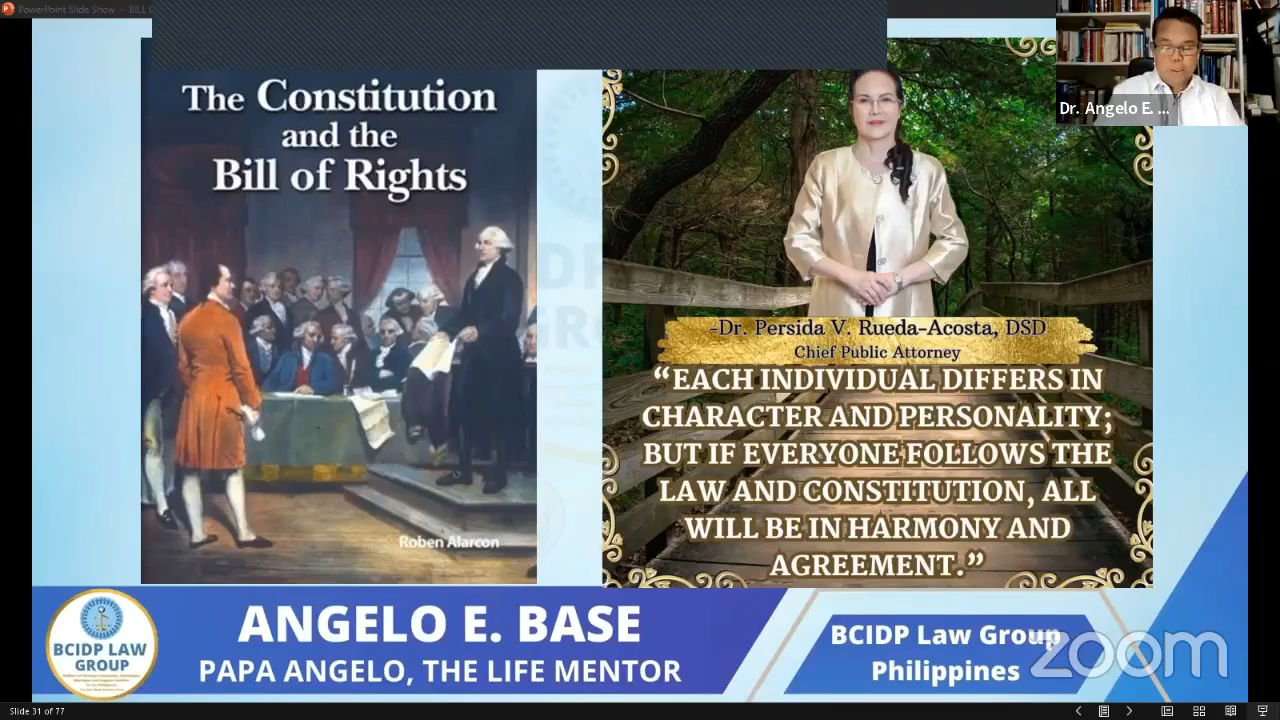 PowerPoint Slide Show - BILL
The Constitution
and the
Bill of Rights
Roben Alarcon
Dr. Angelo E. ...
-Dr. Persida V. Rueda-Acosta, DSD
Chief Public Attorney
“EACH INDIVIDUAL DIFFERS IN
CHARACTER AND PERSONALITY;
BUT IF EVERYONE FOLLOWS THE
LAW AND CONSTITUTION, ALL
WILL BE IN HARMONY AND
AGREEMENT.”
BCIDP LAW
GROUP
ANGELO E. BASE
PAPA ANGELO, THE LIFE MENTOR
BCIDP Law Group
Philippines
zoom
Slide 31 of 77